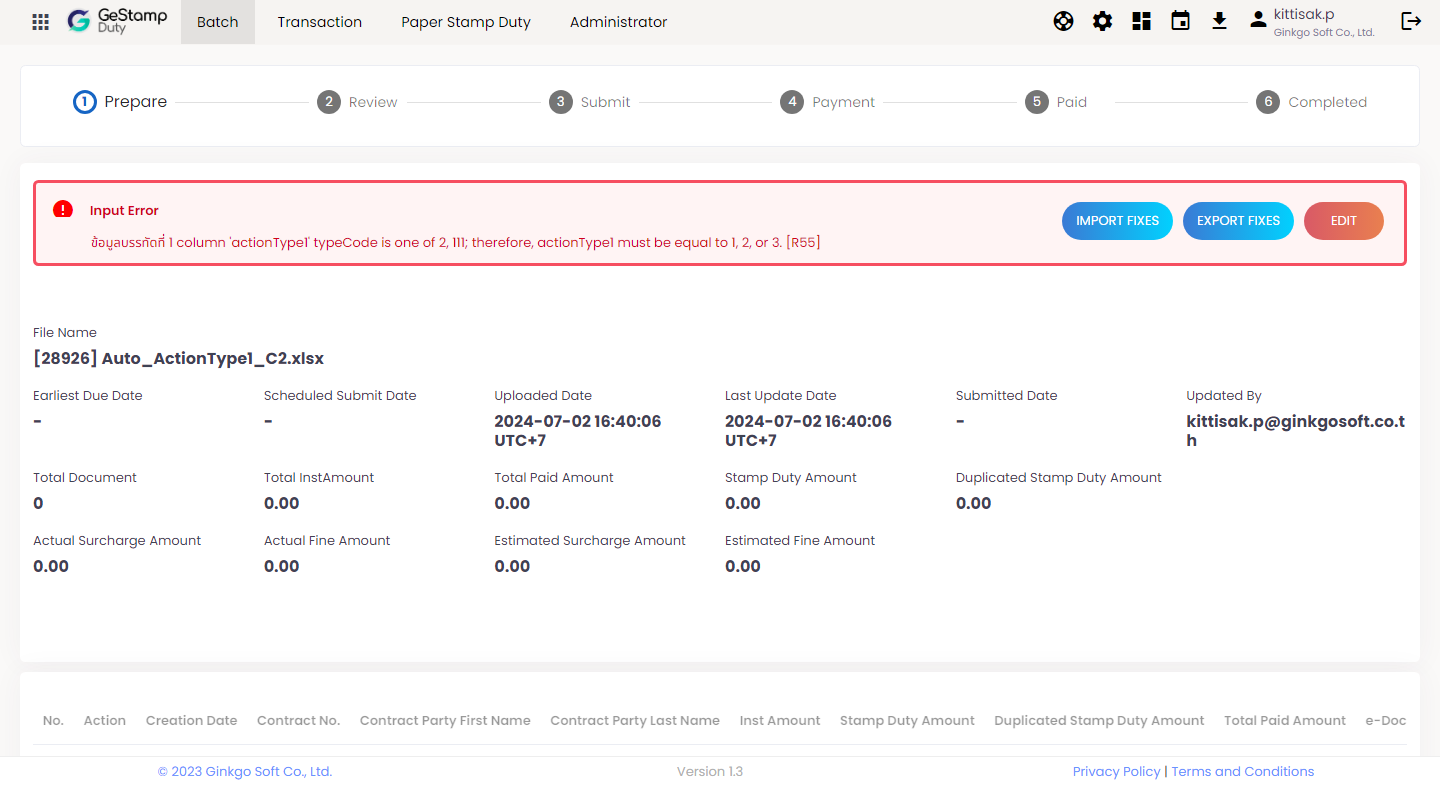 GeStamp
Duty
Batch
Transaction
Paper Stamp Duty
Administrator
kittisak.p
Ginkgo Soft Co., Ltd.
1 Prepare
2 Review
3 Submit
4 Payment
5 Paid
6 Completed
Input Error
ข้อมูลบรรทัดที่ 1 column 'actionType1' typeCode is one of 2, 111; therefore, actionType1 must be equal to 1, 2, or 3. [R55]
IMPORT FIXES
EXPORT FIXES
EDIT
File Name
[28926] Auto_ActionType1_C2.xlsx
Earliest Due Date
-
Scheduled Submit Date
-
Uploaded Date
2024-07-02 16:40:06
UTC+7
Last Update Date
2024-07-02 16:40:06
UTC+7
Submitted Date
-
Updated By
kittisak.p@ginkgosoft.co.t
h
Total Document
0
Total InstAmount
0.00
Total Paid Amount
0.00
Stamp Duty Amount
0.00
Duplicated Stamp Duty Amount
0.00
Actual Surcharge Amount
0.00
Actual Fine Amount
0.00
Estimated Surcharge Amount
0.00
Estimated Fine Amount
0.00
No. Action Creation Date Contract No. Contract Party First Name Contract Party Last Name Inst Amount Stamp Duty Amount Duplicated Stamp Duty Amount Total Paid Amount e-Doc
© 2023 Ginkgo Soft Co., Ltd.
Version 1.3
Privacy Policy | Terms and Conditions